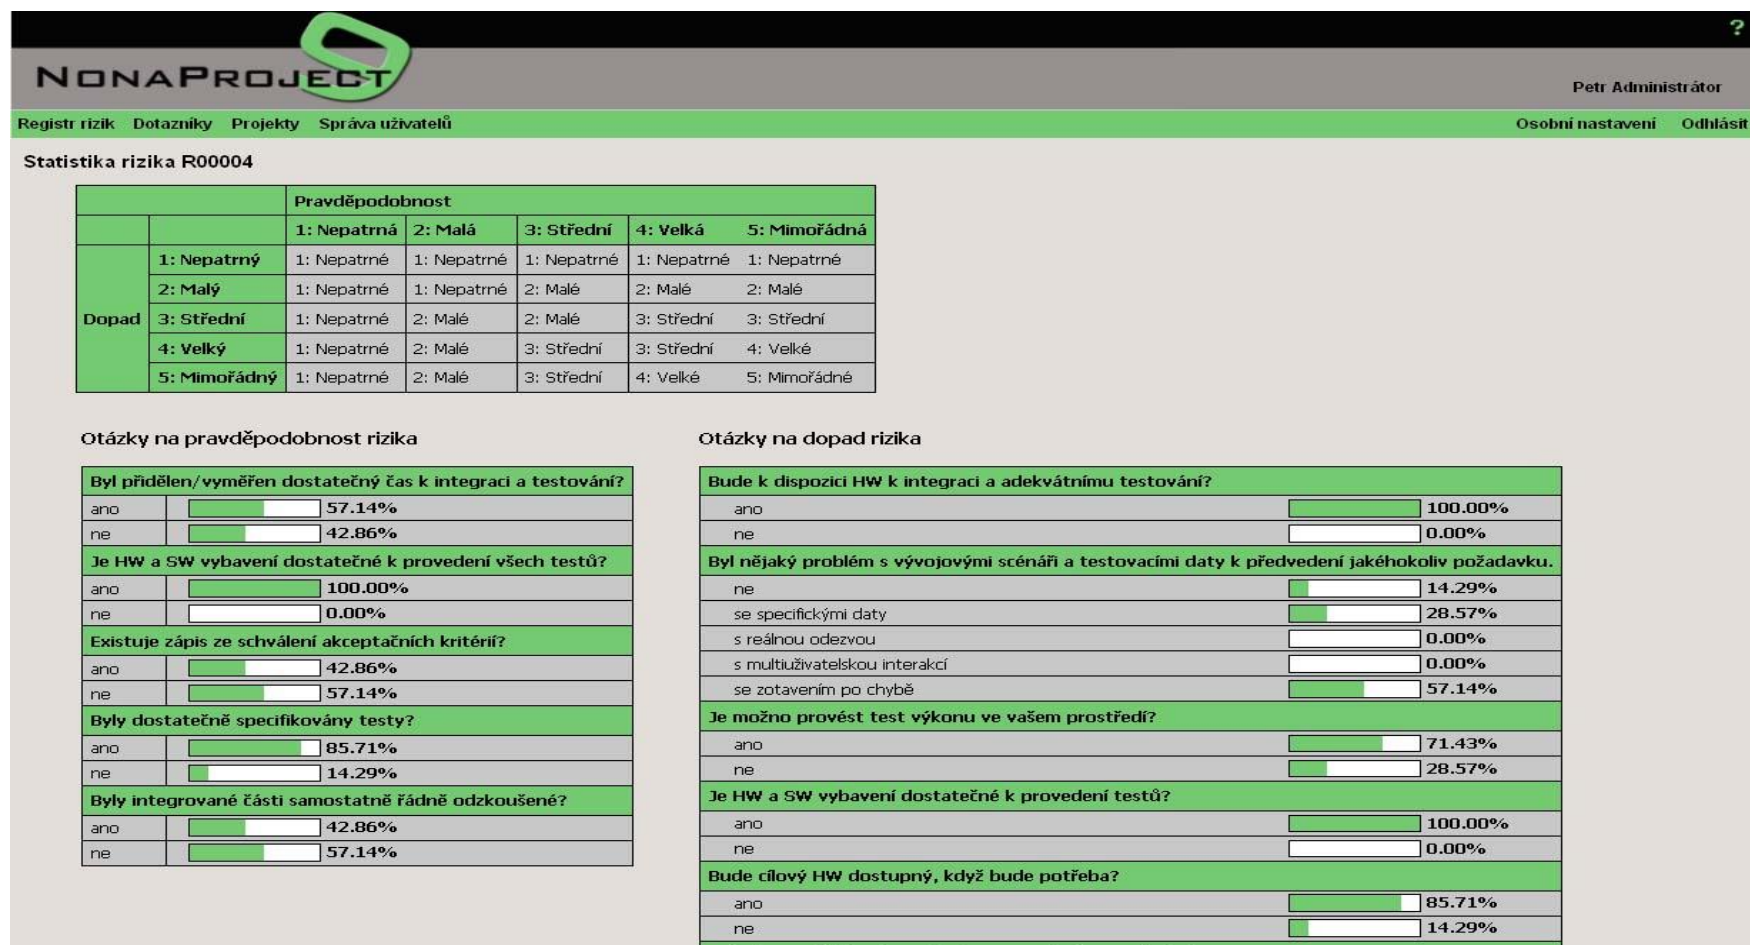 ?
NONAPROJECT
Petr Administrátor
Registr rizik Dotazníky Projekty Správa uživatelů Osobní nastavení Odhlásit
Statistika rizika R00004
Pravděpodobnost
1: Nepatrná 2: Malá 3: Střední 4: Velká 5: Mimořádná
1: Nepatrný 1: Nepatrné 1: Nepatrné 1: Nepatrné 1: Nepatrné 1: Nepatrné
2: Malý 1: Nepatrné 1: Nepatrné 2: Malé 2: Malé 2: Malé
Dopad 3: Střední 1: Nepatrné 2: Malé 2: Malé 3: Střední 3: Střední
4: Velký 1: Nepatrné 2: Malé 3: Střední 3: Střední 4: Velké
5: Mimořádný 1: Nepatrné 2: Malé 3: Střední 4: Velké 5: Mimořádné
Otázky na pravděpodobnost rizika
Byl přidělen/vyměřen dostatečný čas k integraci a testování?
ano 57.14%
ne 42.86%
Je HW a SW vybavení dostatečné k provedení všech testů?
ano 100.00%
ne 0.00%
Existuje zápis ze schválení akceptačních kritérií?
ano 42.86%
ne 57.14%
Byly dostatečně specifikovány testy?
ano 85.71%
ne 14.29%
Byly integrované části samostatně řádně odzkoušené?
ano 42.86%
ne 57.14%
Otázky na dopad rizika
Bude k dispozici HW k integraci a adekvátnímu testování?
ano 100.00%
ne 0.00%
Byl nějaký problém s vývojovými scénáři a testovacími daty k předvedení jakéhokoliv požadavku.
ne 14.29%
se specifickými daty 28.57%
s reálnou odezvou 0.00%
s multiuživatelskou interakcí 0.00%
se zotavením po chybě 57.14%
Je možno provést test výkonu ve vašem prostředí?
ano 71.43%
ne 28.57%
Je HW a SW vybavení dostatečné k provedení testů?
ano 100.00%
ne 0.00%
Bude cílový HW dostupný, když bude potřeba?
ano 85.71%
ne 14.29%